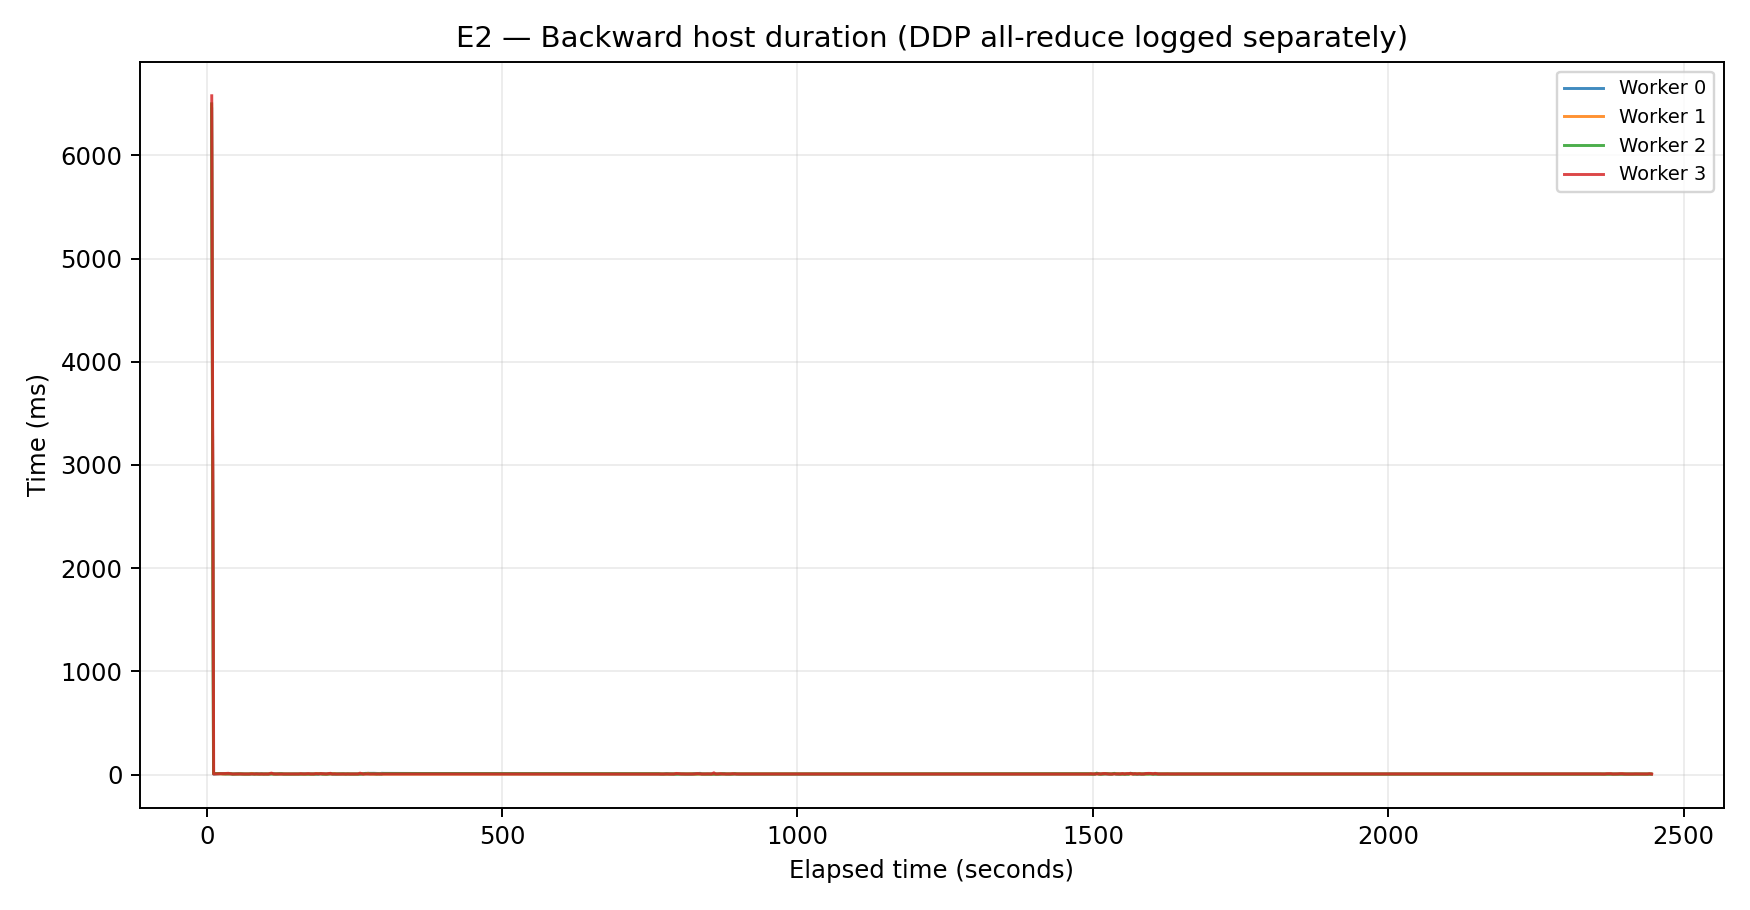 E2 — Backward host duration (DDP all-reduce logged separately)
Worker 0
Worker 1
Worker 2
Worker 3
Time (ms)
6000
5000
4000
3000
2000
1000
0
0 500 1000 1500 2000 2500
Elapsed time (seconds)